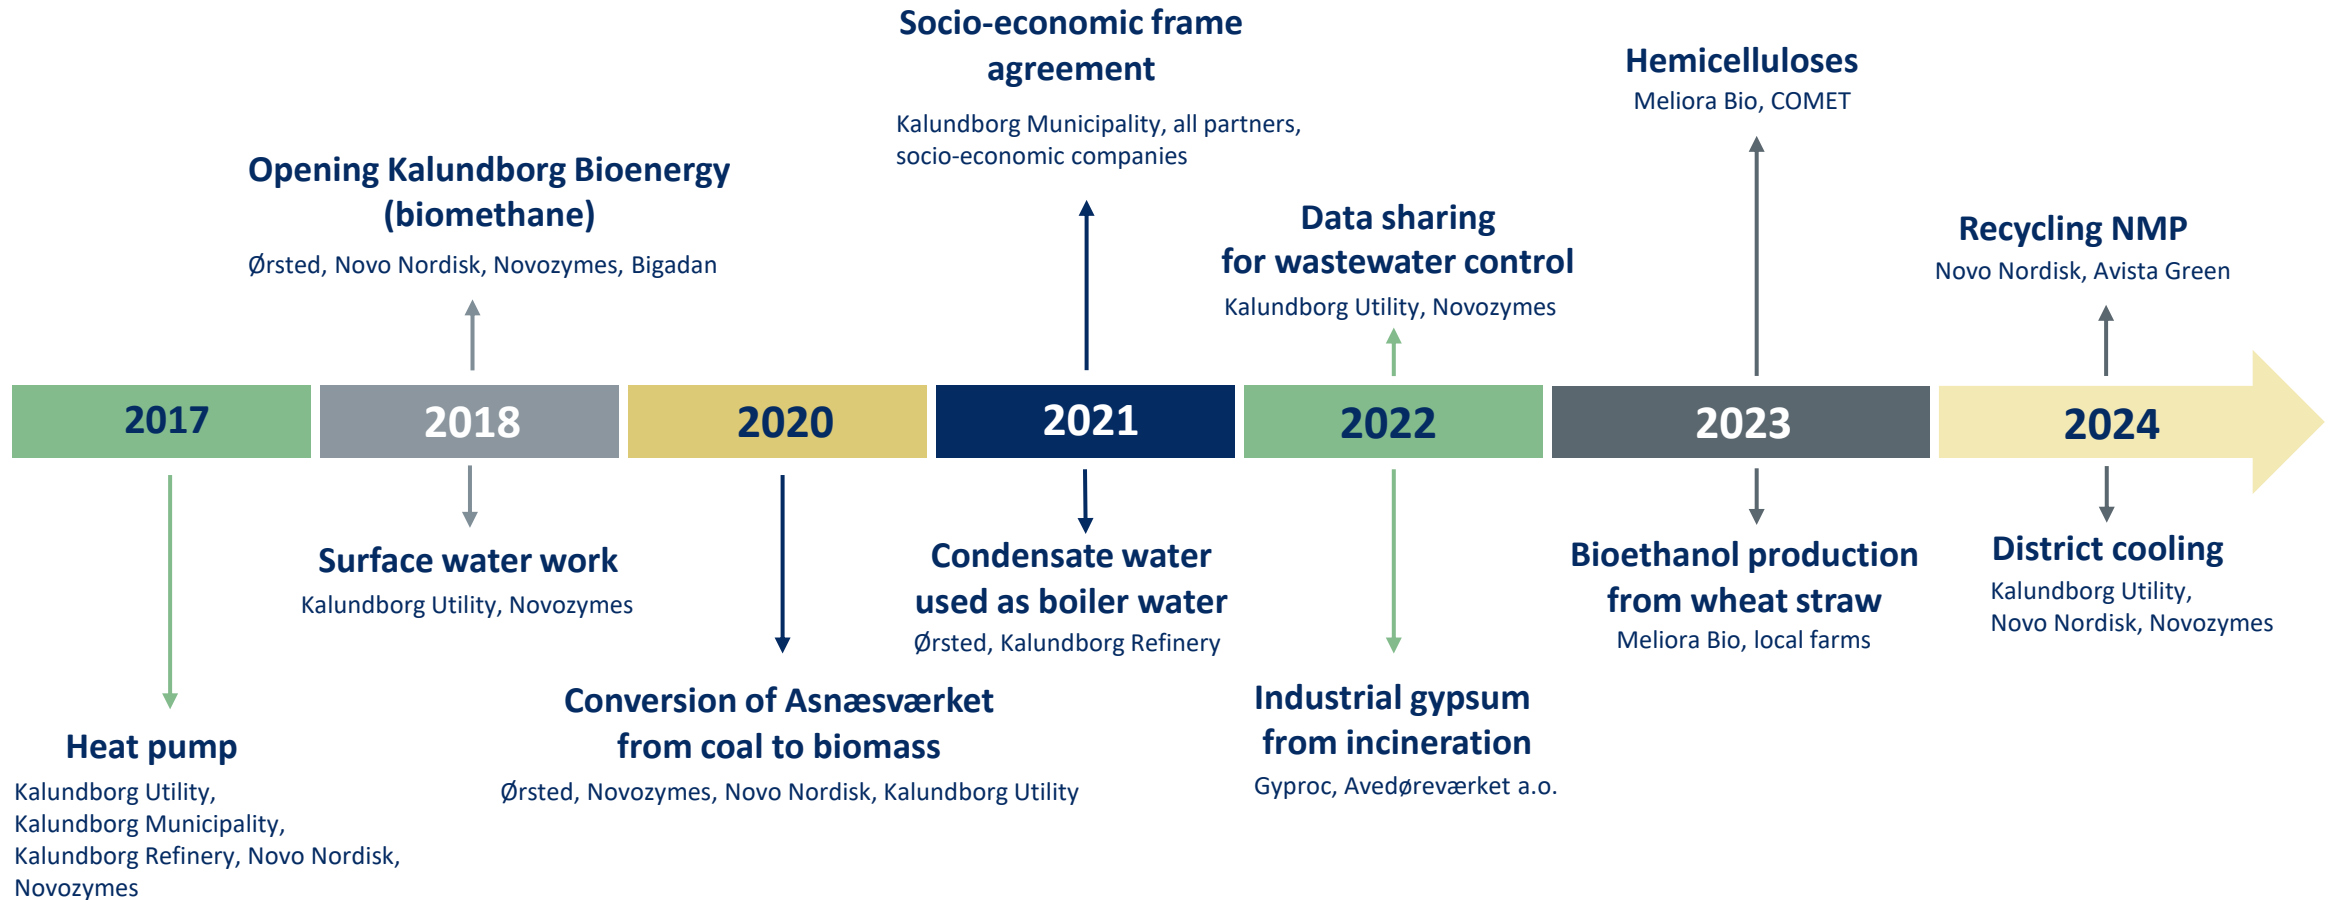 Socio-economic frame
agreement
Kalundborg Municipality, all partners,
socio-economic companies
Hemicelluloses
Meliora Bio, COMET
Opening Kalundborg Bioenergy
(biomethane)
Ørsted, Novo Nordisk, Novozymes, Bigadan
Data sharing
for wastewater control
Kalundborg Utility, Novozymes
Recycling NMP
Novo Nordisk, Avista Green
2017
2018
2020
2021
2022
2023
2024
Heat pump
Kalundborg Utility,
Kalundborg Municipality,
Kalundborg Refinery, Novo Nordisk,
Novozymes
Surface water work
Kalundborg Utility, Novozymes
Conversion of Asnæsværket
from coal to biomass
Ørsted, Novozymes, Novo Nordisk, Kalundborg Utility
Condensate water
used as boiler water
Ørsted, Kalundborg Refinery
Industrial gypsum
from incineration
Gyproc, Avedøreværket a.o.
Bioethanol production
from wheat straw
Meliora Bio, local farms
District cooling
Kalundborg Utility,
Novo Nordisk, Novozymes